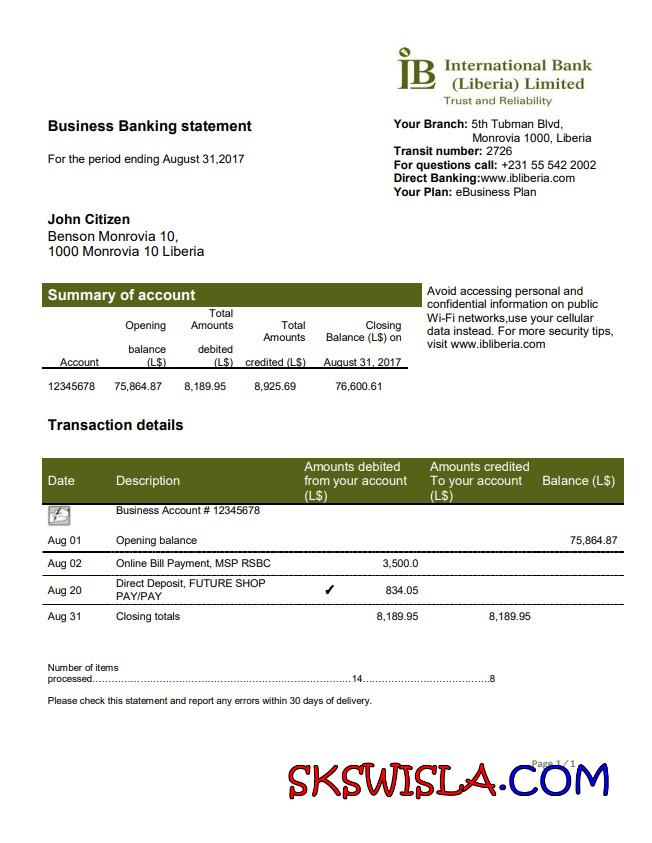 iB International Bank
(Liberia) Limited
Trust and Reliability
Business Banking statement
For the period ending August 31,2017
Your Branch: 5th Tubman Blvd,
Monrovia 1000, Liberia
Transit number: 2726
For questions call: +231 55 542 2002
Direct Banking:www.ibliberia.com
Your Plan: eBusiness Plan
John Citizen
Benson Monrovia 10,
1000 Monrovia 10 Liberia
Summary of account
Account Opening balance (L$) Total Amounts debited (L$) Total Amounts credited (L$) Closing Balance (L$) on August 31, 2017
12345678 75,864.87 8,189.95 8,925.69 76,600.61
Avoid accessing personal and
confidential information on public
Wi-Fi networks,use your cellular
data instead. For more security tips,
visit www.ibliberia.com
Transaction details
Date Description Amounts debited from your account (L$) Amounts credited To your account (L$) Balance (L$)
Business Account # 12345678
Aug 01 Opening balance 75,864.87
Aug 02 Online Bill Payment, MSP RSBC 3,500.0
Aug 20 Direct Deposit, FUTURE SHOP PAY/PAY ✓ 834.05
Aug 31 Closing totals 8,189.95 8,189.95
Number of items
processed.....14.....8
Please check this statement and report any errors within 30 days of delivery.
Page 1 / 1
SKSWISLA.COM